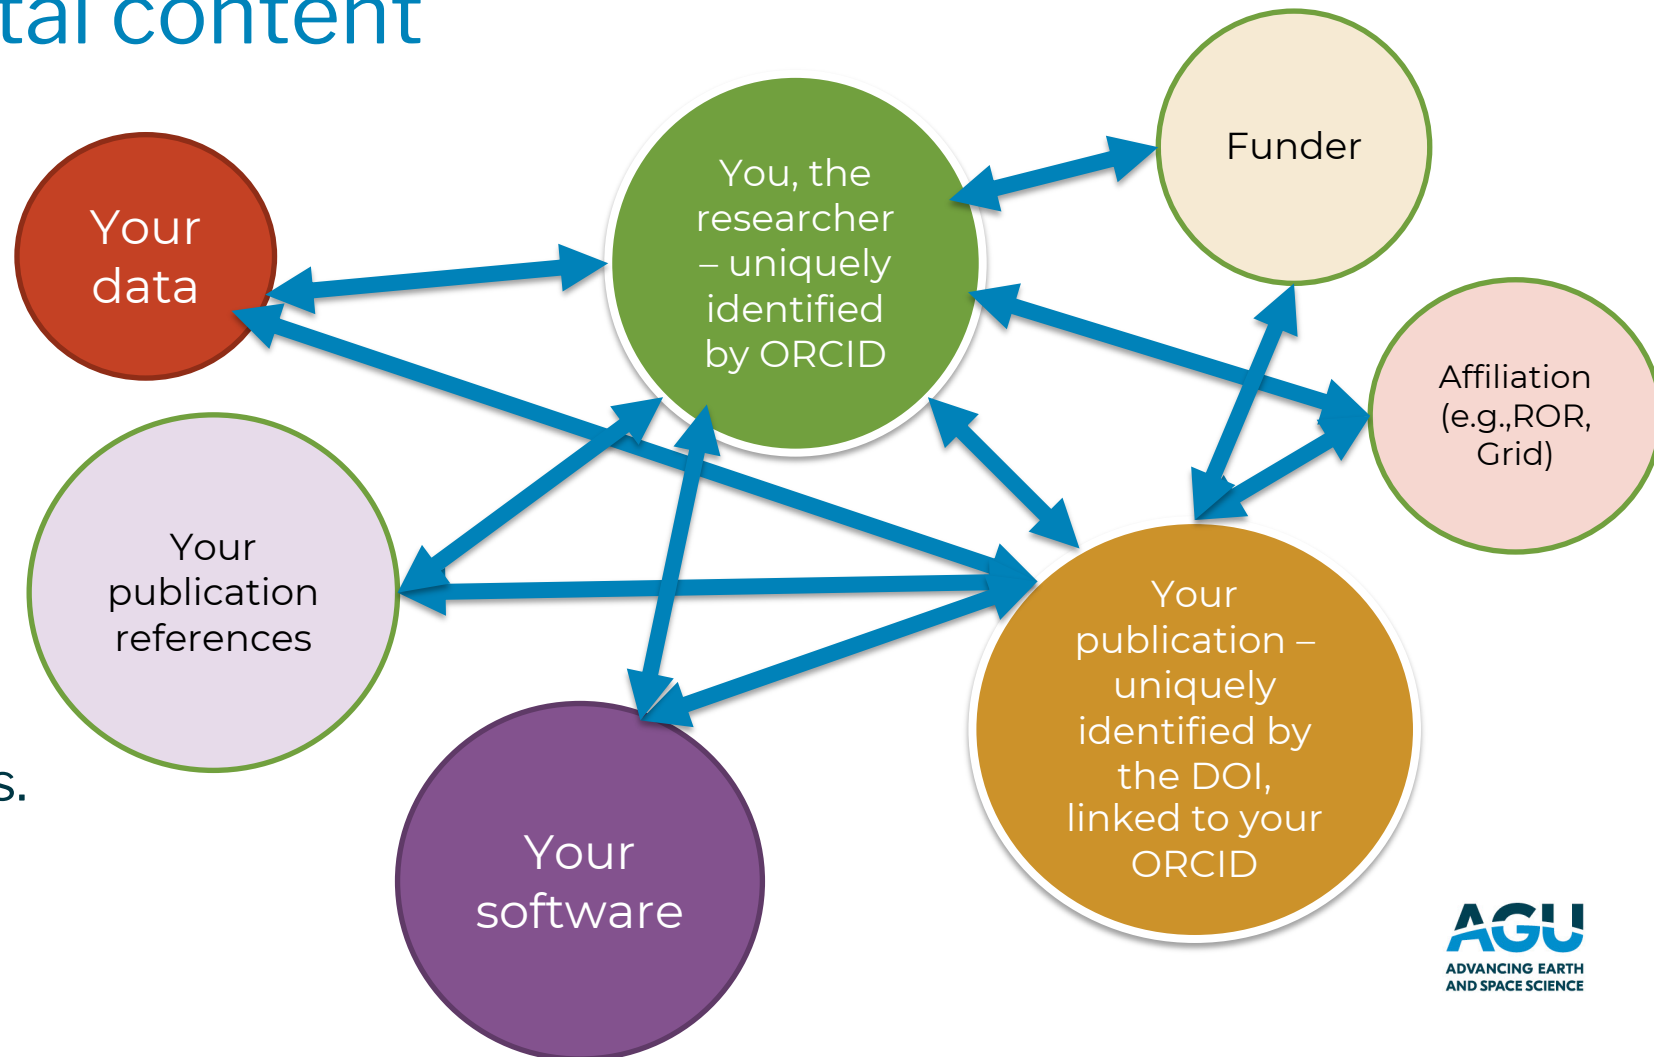 tal content
You, the
researcher
– uniquely
identified
by ORCID
Funder
Your
data
Affiliation
(e.g.,ROR,
Grid)
Your
publication
references
Your
publication –
uniquely
identified by
the DOI,
linked to your
ORCID
s.
Your
software
AGU
ADVANCING EARTH
AND SPACE SCIENCE